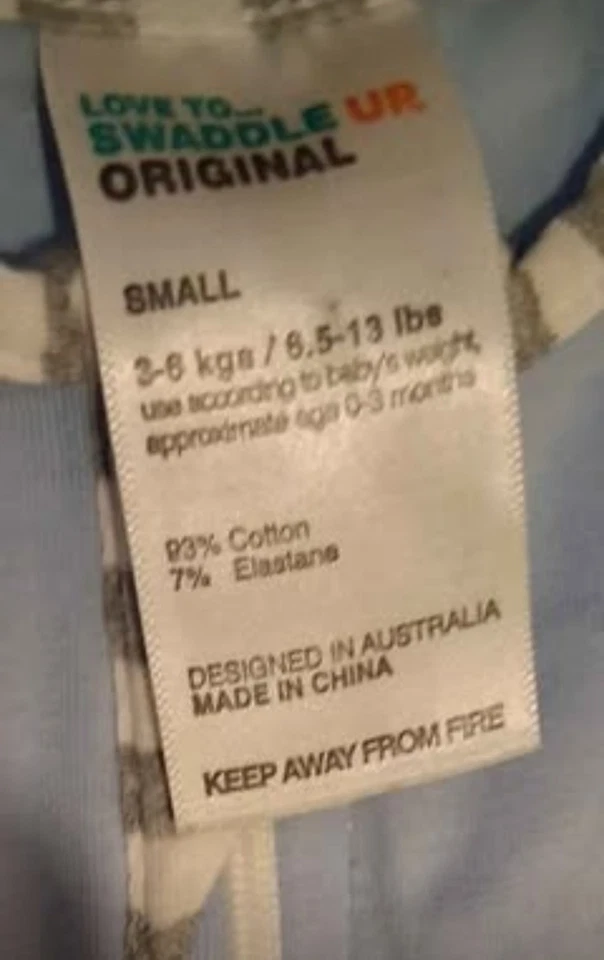 LOVE TO...
SWADDLE UP
ORIGINAL
SMALL
3-6 kgs / 6.5-13 lbs
use according to baby's weight,
approximate age 0-3 months
93% Cotton
7% Elastane
DESIGNED IN AUSTRALIA
MADE IN CHINA
KEEP AWAY FROM FIRE